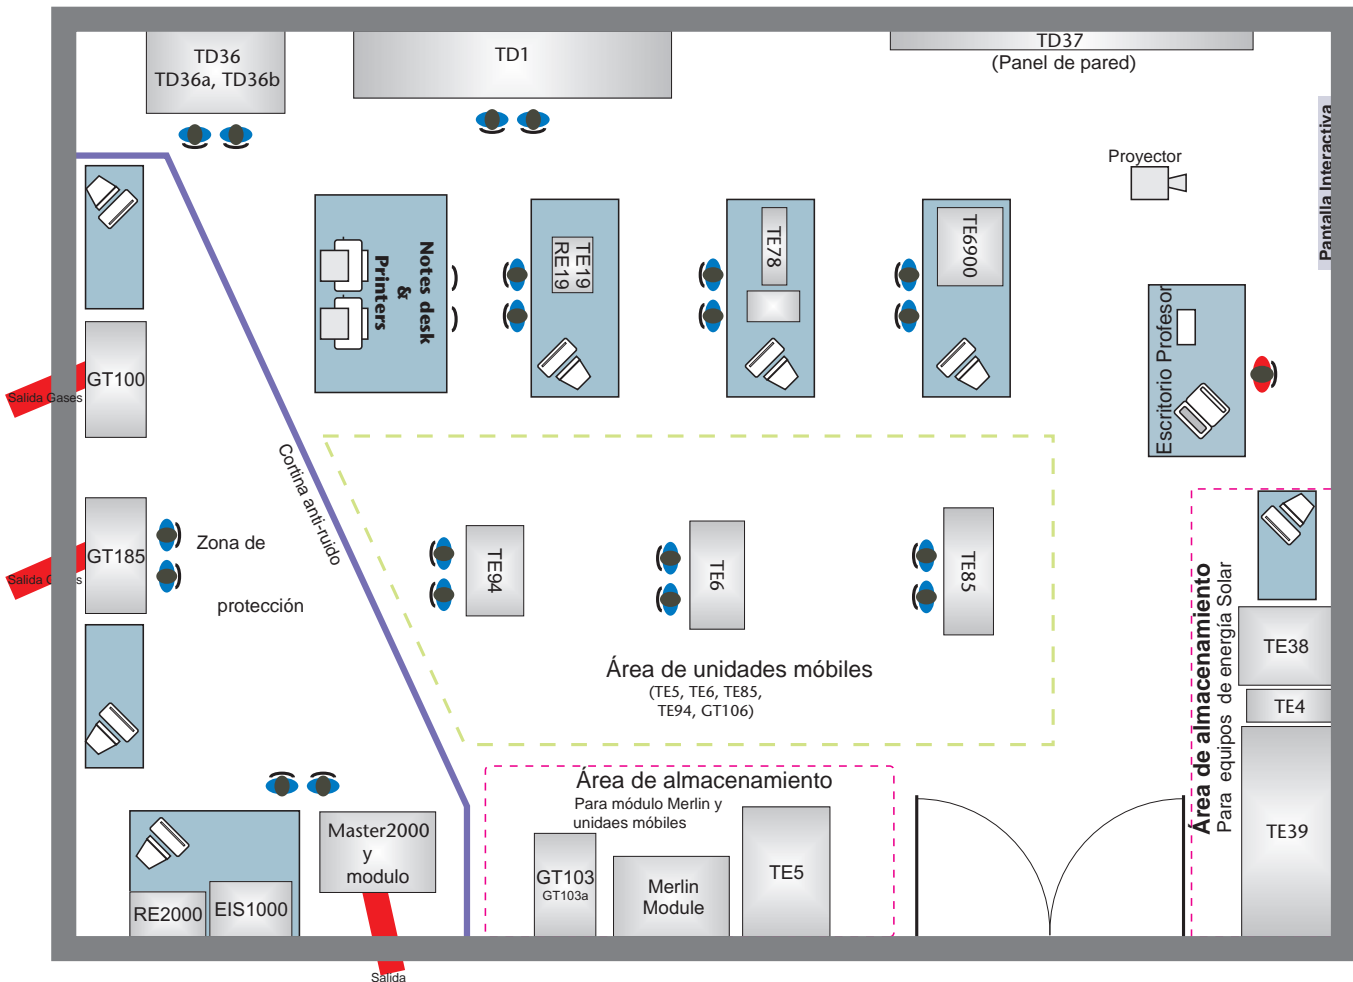 TD36
TD36a, TD36b
TD1
TD37
(Panel de pared)
Pantalla Interactiva
Proyector
Notes desk
&
Printers
TE19
RE19
TE78
TE6900
Escritorio Profesor
GT100
Salida Gases
Cortina anti-ruido
GT185
Salida Gases
Zona de
protección
TE94
TE6
TE85
Área de unidades móbiles
(TE5, TE6, TE85,
TE94, GT106)
Área de almacenamiento
Para equipos de energía Solar
TE38
TE4
TE39
Área de almacenamiento
Para módulo Merlin y
unidaes móbiles
GT103
GT103a
Merlin
Module
TE5
Master2000
y
modulo
RE2000
EIS1000
Salida